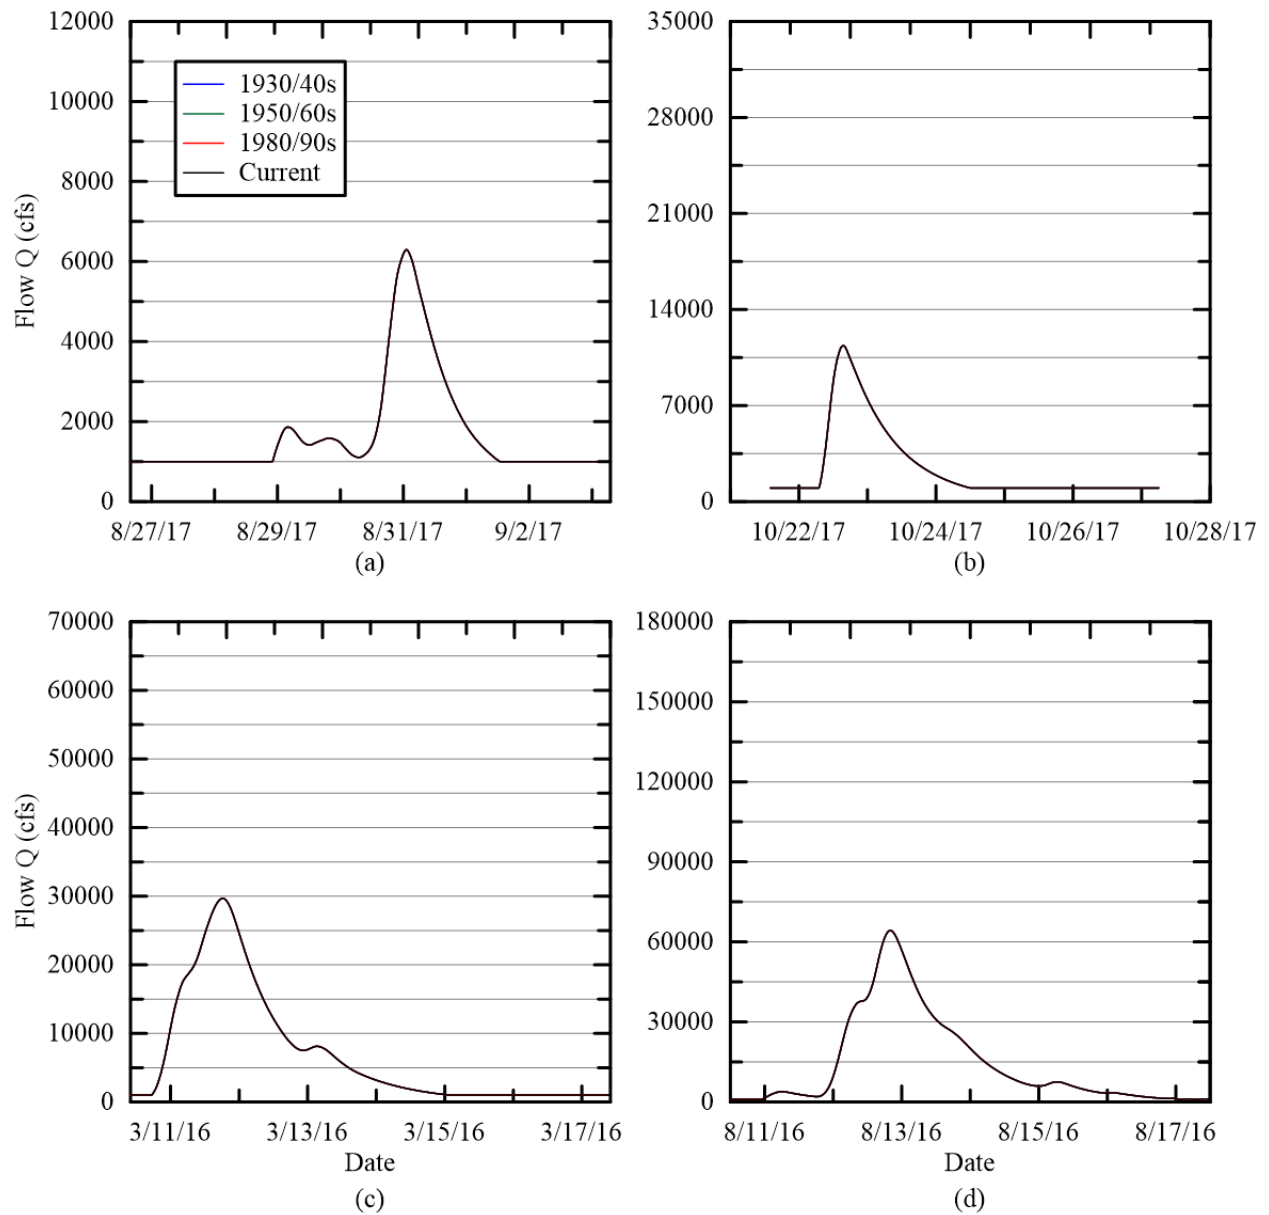 12000
10000
8000
6000
4000
2000
0
Flow Q (cfs)
1930/40s
1950/60s
1980/90s
Current
8/27/17 8/29/17 8/31/17 9/2/17
(a)
35000
28000
21000
14000
7000
0
10/22/17 10/24/17 10/26/17 10/28/17
(b)
70000
60000
50000
40000
30000
20000
10000
0
Flow Q (cfs)
3/11/16 3/13/16 3/15/16 3/17/16
Date
(c)
180000
150000
120000
90000
60000
30000
0
8/11/16 8/13/16 8/15/16 8/17/16
Date
(d)